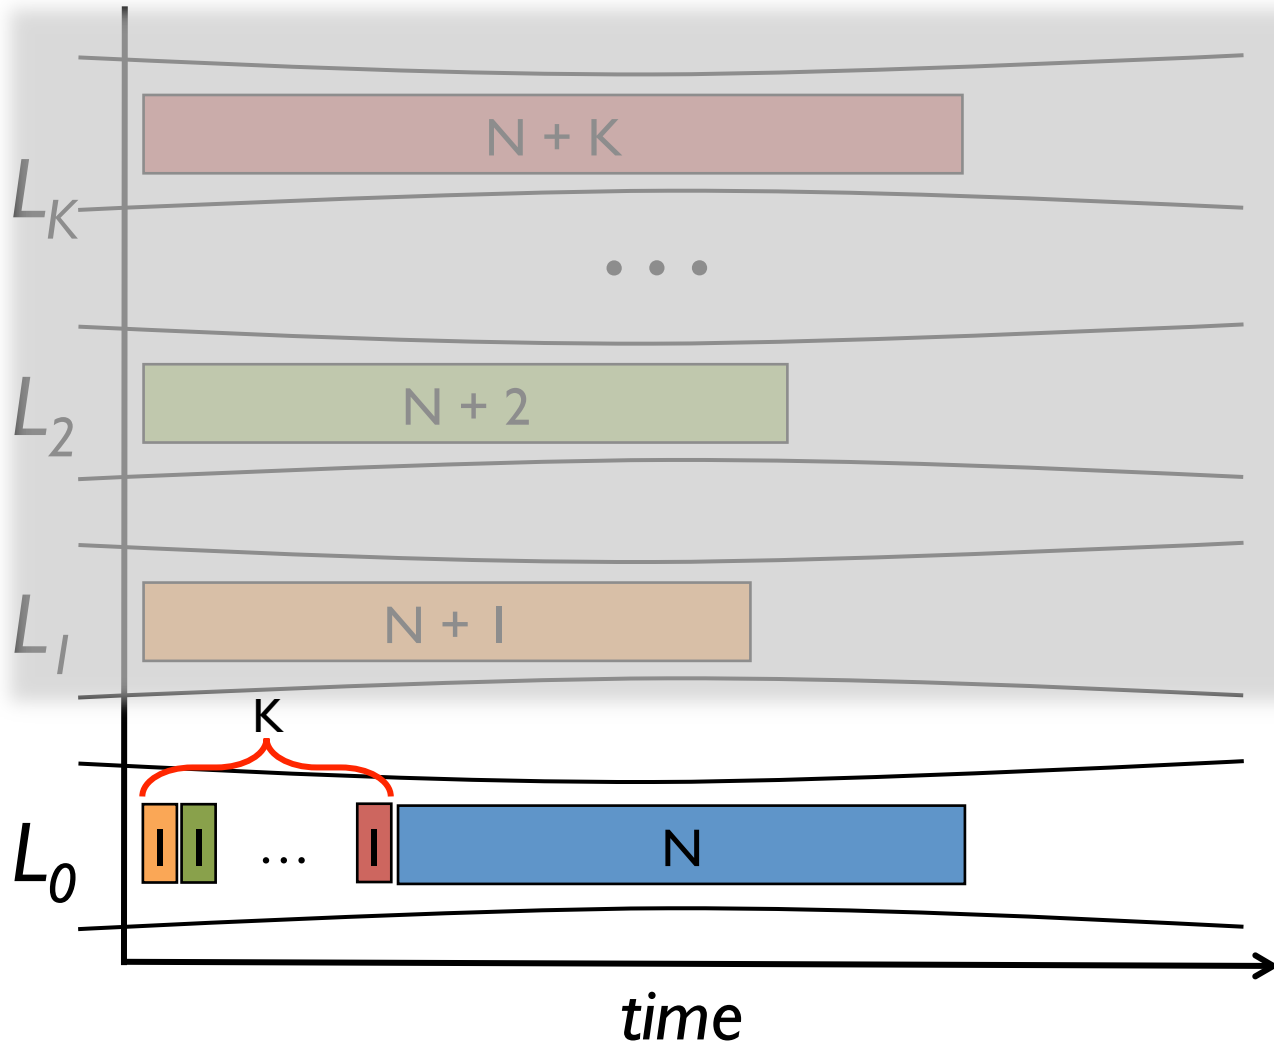 N + K
L_K
• • •
N + 2
L_2
N + 1
L_1
K
1 1 ... 1 N
L_0
time